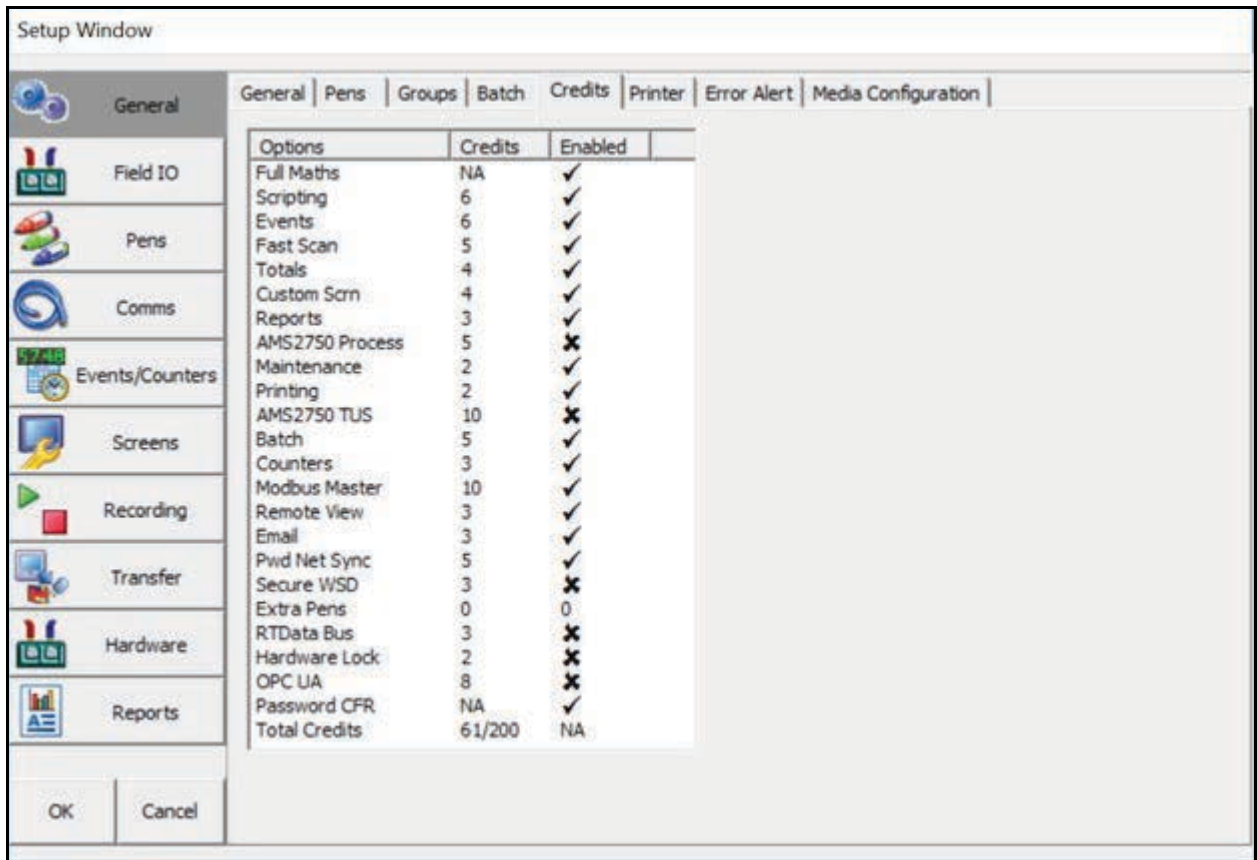 Setup Window
General
Field IO
Pens
Comms
Events/Counters
Screens
Recording
Transfer
Hardware
Reports
OK Cancel
General Pens Groups Batch Credits Printer Error Alert Media Configuration
Options Credits Enabled
Full Maths NA ✓
Scripting 6 ✓
Events 6 ✓
Fast Scan 5 ✓
Totals 4 ✓
Custom Scrn 4 ✓
Reports 3 ✓
AMS2750 Process 5 ✗
Maintenance 2 ✓
Printing 2 ✓
AMS2750 TUS 10 ✗
Batch 5 ✓
Counters 3 ✓
Modbus Master 10 ✓
Remote View 3 ✓
Email 3 ✓
Pwd Net Sync 5 ✓
Secure WSD 3 ✗
Extra Pens 0 0
RTData Bus 3 ✗
Hardware Lock 2 ✗
OPC UA 8 ✗
Password CFR NA ✓
Total Credits 61/200 NA